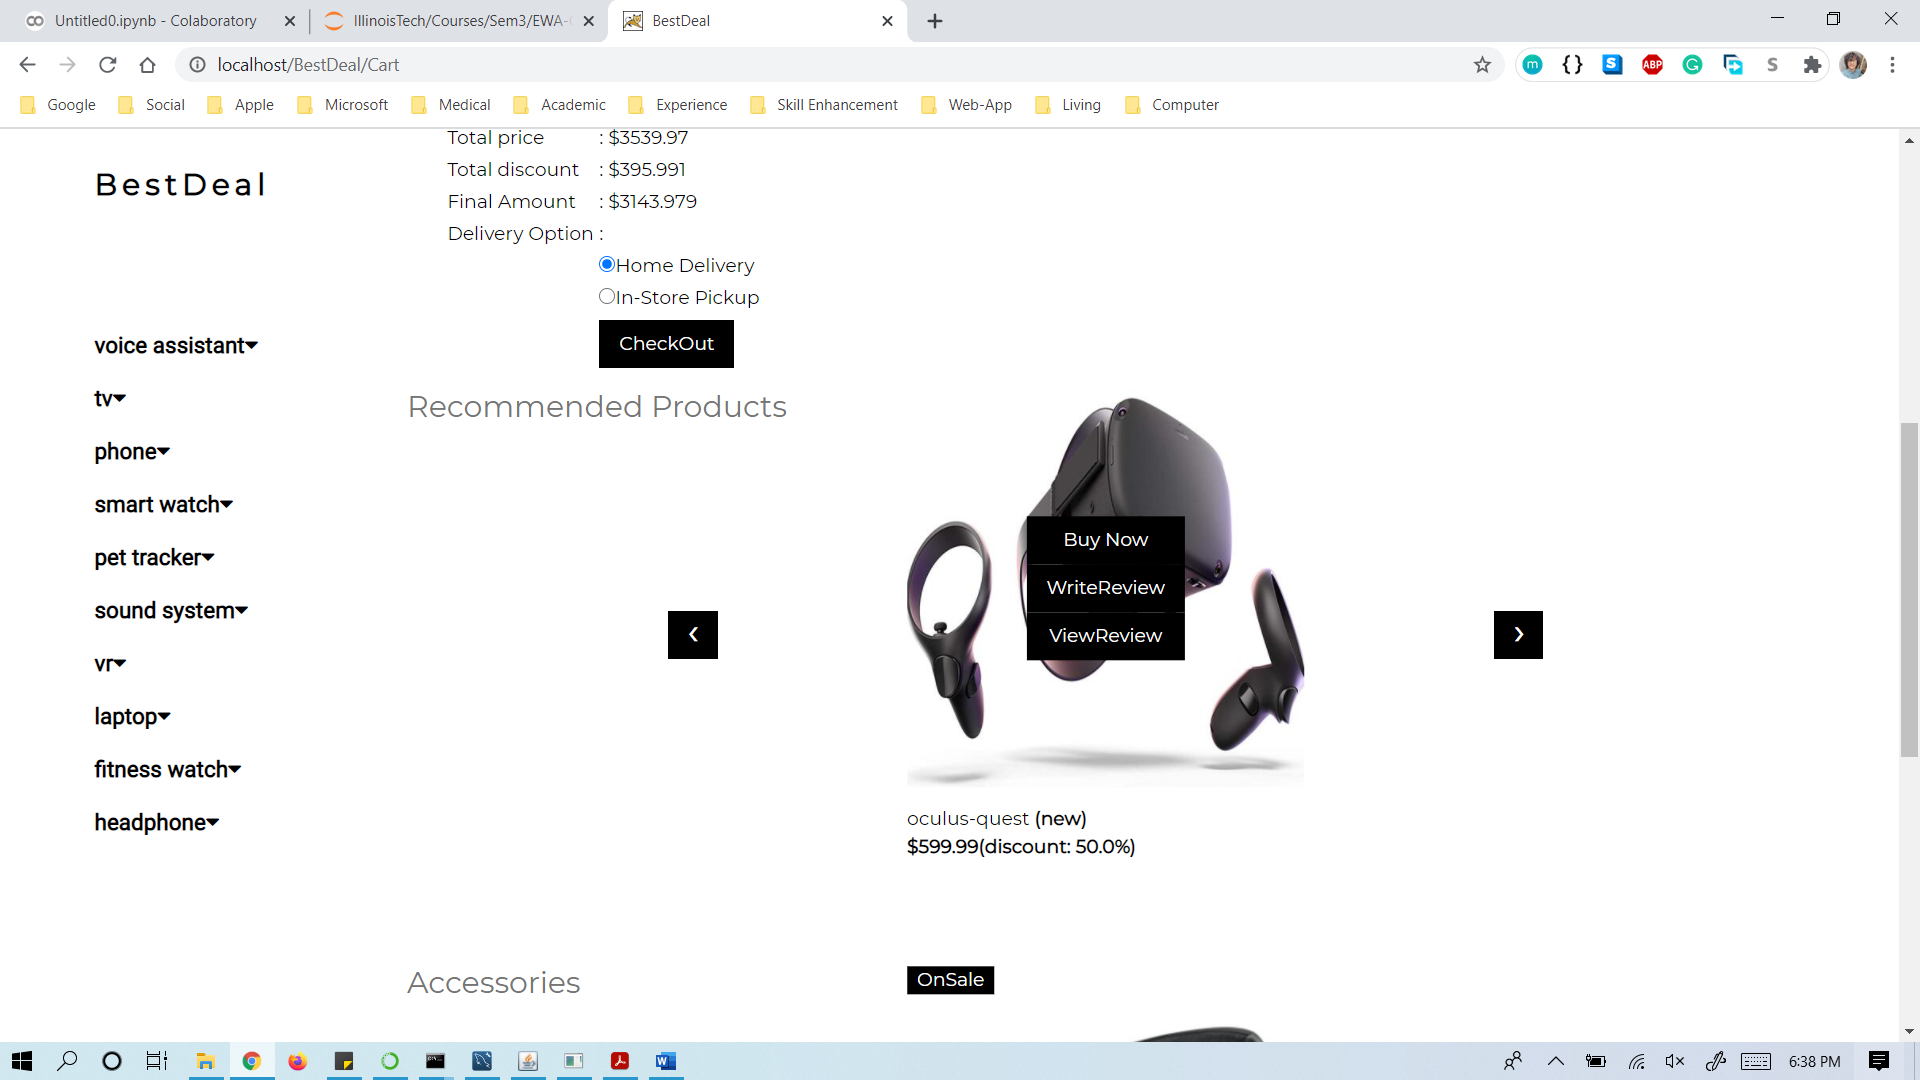 Untitled0.ipynb - Colaboratory
IllinoisTech/Courses/Sem3/EWA-
BestDeal
localhost/BestDeal/Cart
m
{}
S
ABP
G
S
Google
Social
Apple
Microsoft
Medical
Academic
Experience
Skill Enhancement
Web-App
Living
Computer
BestDeal
voice assistant
tv
phone
smart watch
pet tracker
sound system
vr
laptop
fitness watch
headphone
Total price : $3539.97
Total discount : $395.991
Final Amount : $3143.979
Delivery Option :
Home Delivery
In-Store Pickup
CheckOut
Recommended Products
Buy Now
WriteReview
ViewReview
❮
❯
oculus-quest (new)
$599.99(discount: 50.0%)
Accessories
OnSale
6:38 PM